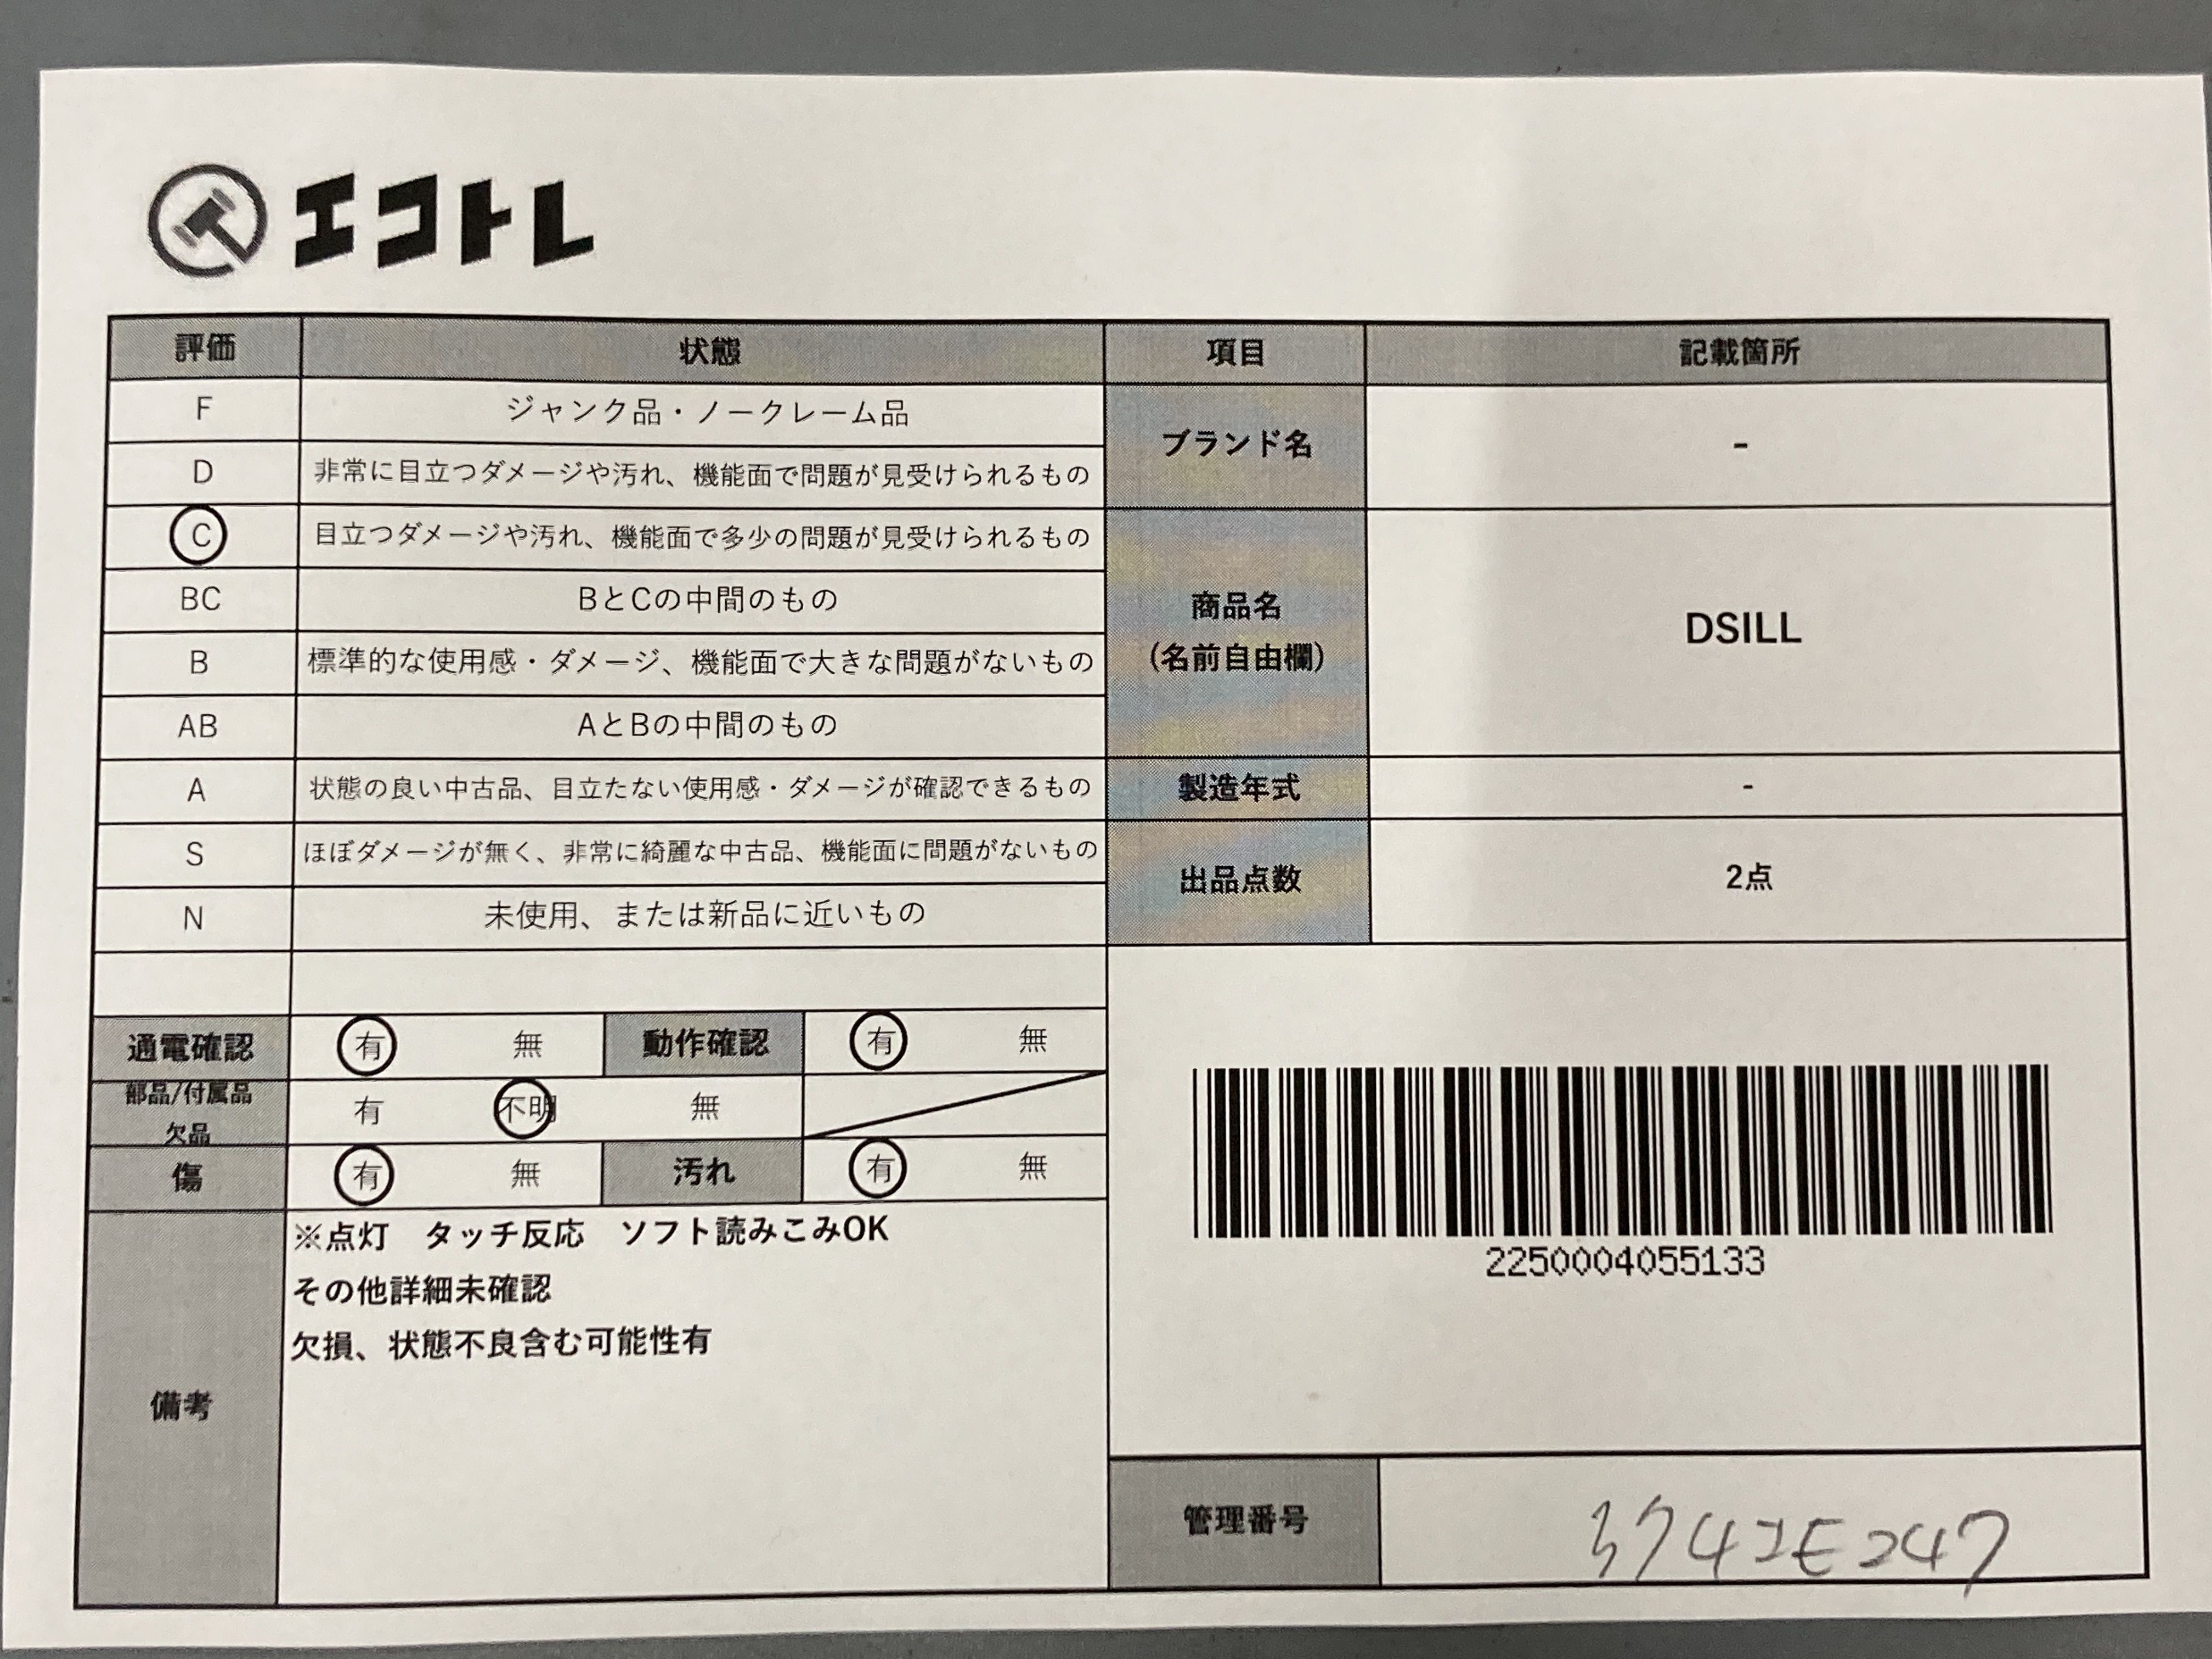 エコトレ
評価 状態 項目 記載箇所
F ジャンク品・ノークレーム品
D 非常に目立つダメージや汚れ、機能面で問題が見受けられるもの
ブランド名 -
C 目立つダメージや汚れ、機能面で多少の問題が見受けられるもの
BC BとCの中間のもの
B 標準的な使用感・ダメージ、機能面で大きな問題がないもの
AB AとBの中間のもの
商品名
(名前自由欄)
DSILL
A 状態の良い中古品、目立たない使用感・ダメージが確認できるもの
製造年式 -
S ほぼダメージが無く、非常に綺麗な中古品、機能面に問題がないもの
N 未使用、または新品に近いもの
出品点数 2点
通電確認 有 無 動作確認 有 無
部品/付属品
欠品
有 不明 無
傷 有 無 汚れ 有 無
備考
※点灯 タッチ反応 ソフト読みこみOK
その他詳細未確認
欠損、状態不良含む可能性有
2250004055133
管理番号